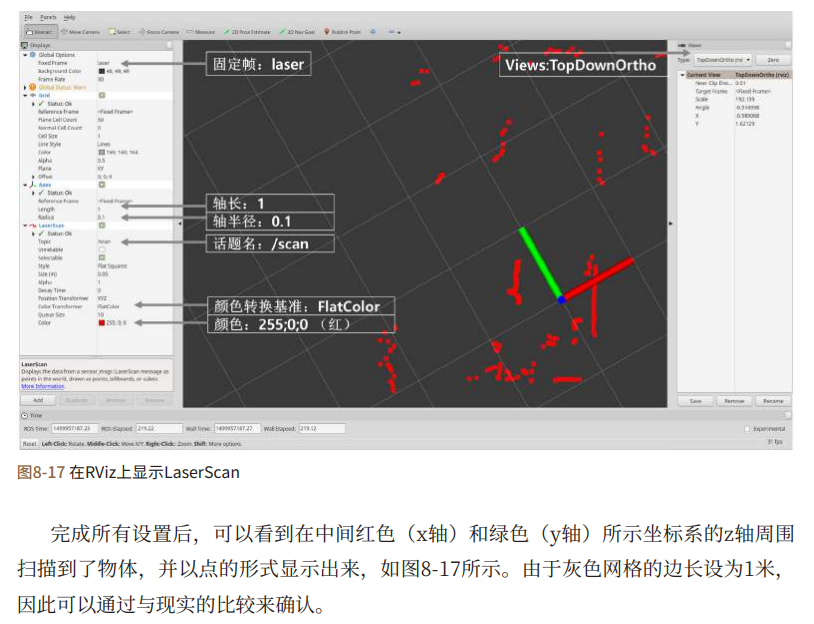 File Panels Help
Interact Move Camera Select Focus Camera Measure 2D Pose Estimate 2D Nav Goal Publish Point
Displays
Global Options
Fixed Frame laser
Background Color 48; 48; 48
Frame Rate 30
Global Status: Warn
Grid
Status: Ok
Reference Frame <Fixed Frame>
Plane Cell Count 50
Normal Cell Count 0
Cell Size 1
Line Style Lines
Color 160; 160; 164
Alpha 0.5
Plane XY
Offset 0; 0; 0
Axes
Status: Ok
Reference Frame <Fixed Frame>
Length 1
Radius 0.1
LaserScan
Status: Ok
Topic /scan
Unreliable
Selectable
Style Flat Squares
Size (m) 0.05
Alpha 1
Decay Time 0
Position Transformer XYZ
Color Transformer FlatColor
Queue Size 10
Color 255; 0; 0
LaserScan
Displays the data from a sensor_msgs::LaserScan message as
points in the world, drawn as points, billboards, or cubes.
More Information.
Add Duplicate Remove Rename
固定帧：laser
轴长：1
轴半径：0.1
话题名：/scan
颜色转换基准：FlatColor
颜色：255;0;0 （红）
Views:TopDownOrtho
Views
Type: TopDownOrtho (rvi Zero
Current View TopDownOrtho (rviz)
Near Clip Dis... 0.01
Target Frame <Fixed Frame>
Scale 192.139
Angle -0.514998
X -0.989068
Y 1.62129
Save Remove Rename
Time
ROS Time: 1499957187.23 ROS Elapsed: 219.22 Wall Time: 1499957187.27 Wall Elapsed: 219.12 Experimental
Reset Left-Click: Rotate. Middle-Click: Move X/Y. Right-Click: Zoom. Shift: More options. 31 fps
图8-17 在RViz上显示LaserScan
完成所有设置后，可以看到在中间红色（x轴）和绿色（y轴）所示坐标系的z轴周围
扫描到了物体，并以点的形式显示出来，如图8-17所示。由于灰色网格的边长设为1米，
因此可以通过与现实的比较来确认。